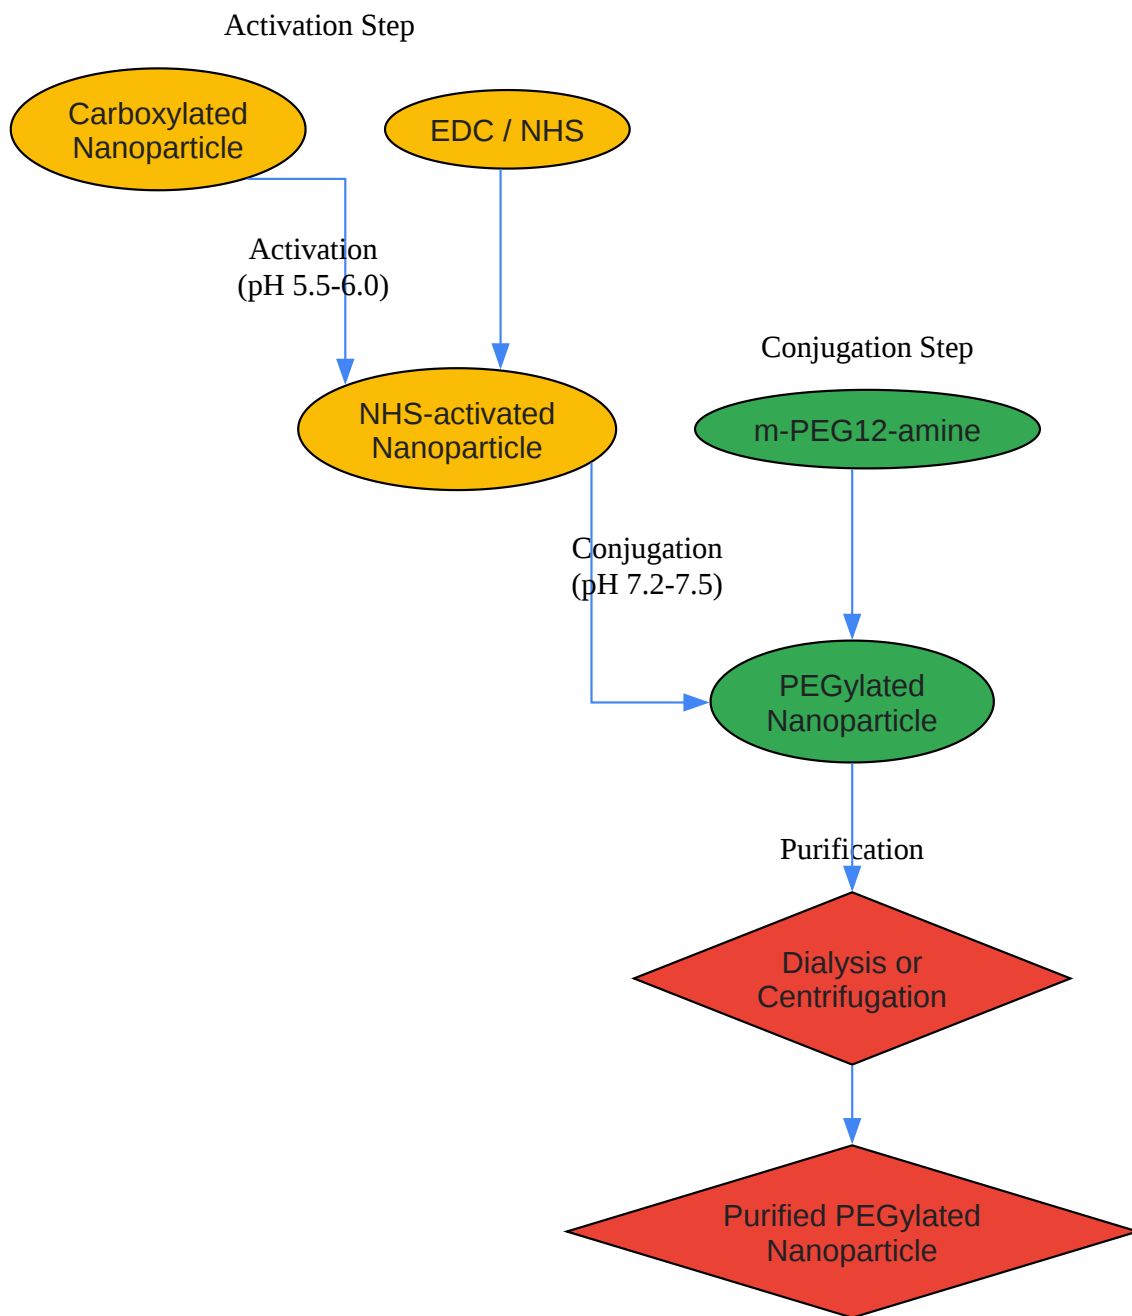 Activation Step
Carboxylated
Nanoparticle
EDC / NHS
Activation
(pH 5.5-6.0)
NHS-activated
Nanoparticle
Conjugation Step
m-PEG12-amine
Conjugation
(pH 7.2-7.5)
PEGylated
Nanoparticle
Purification
Dialysis or
Centrifugation
Purified PEGylated
Nanoparticle